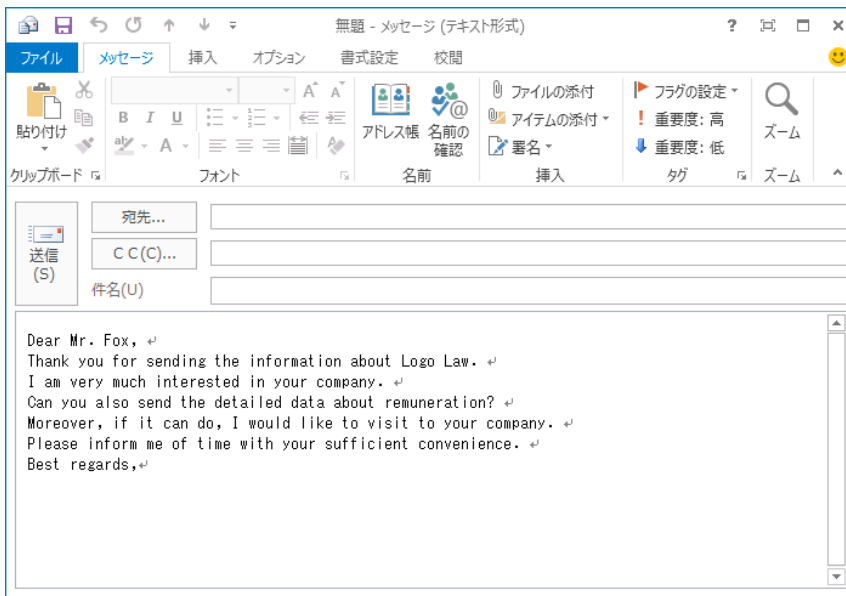 無題 - メッセージ (テキスト形式)
ファイル メッセージ 挿入 オプション 書式設定 校閲
貼り付け
クリップボード
B I U
A A
ab A
フォント
アドレス帳 名前の確認
名前
ファイルの添付
アイテムの添付
署名
挿入
フラグの設定
重要度: 高
重要度: 低
タグ
ズーム
ズーム
送信
(S)
宛先...
C C (C)...
件名(U)
Dear Mr. Fox,
Thank you for sending the information about Logo Law.
I am very much interested in your company.
Can you also send the detailed data about remuneration?
Moreover, if it can do, I would like to visit to your company.
Please inform me of time with your sufficient convenience.
Best regards,